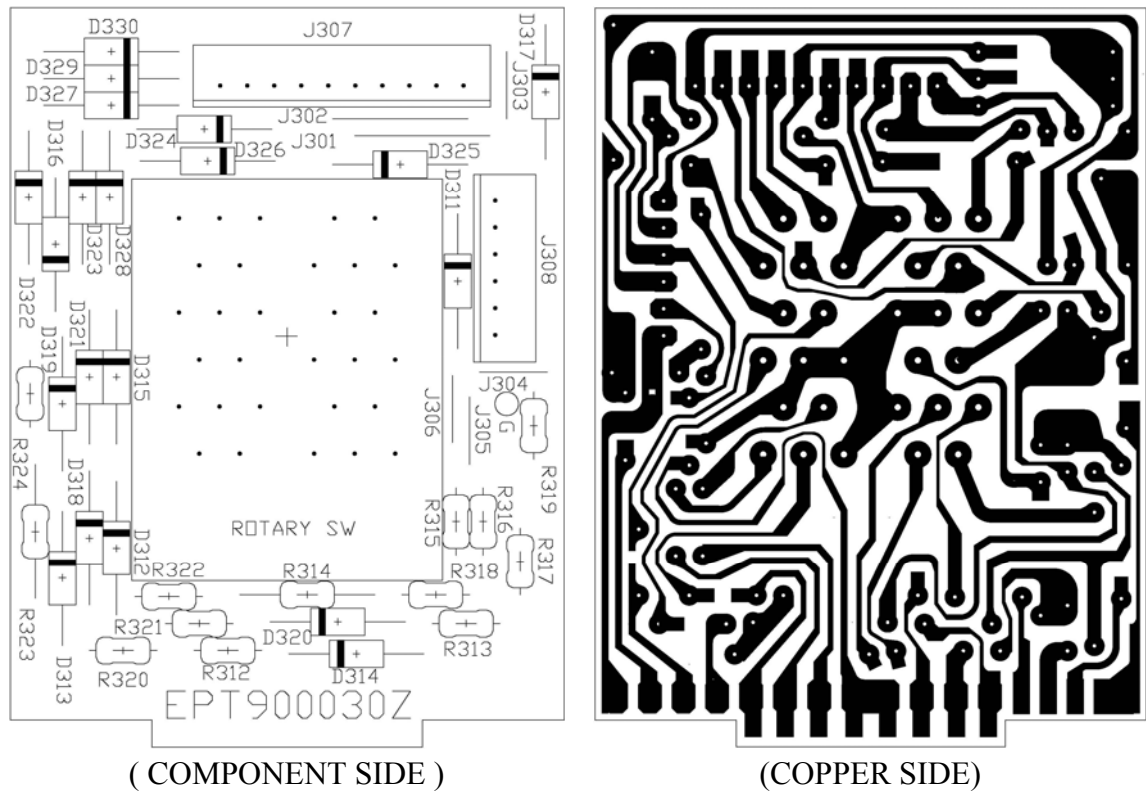 D330
J307
D317
D329
D327
J303
J302
D324
J301
D316
D326
D325
D311
D323
D328
J308
D322
D321
D319
D315
J304
J306
J305
G
R324
D318
R319
R315
R316
ROTARY SW
D312
R317
R322
R314
R318
R323
R321
D320
R313
R320
R312
D314
D313
EPT900030Z
( COMPONENT SIDE )
(COPPER SIDE)